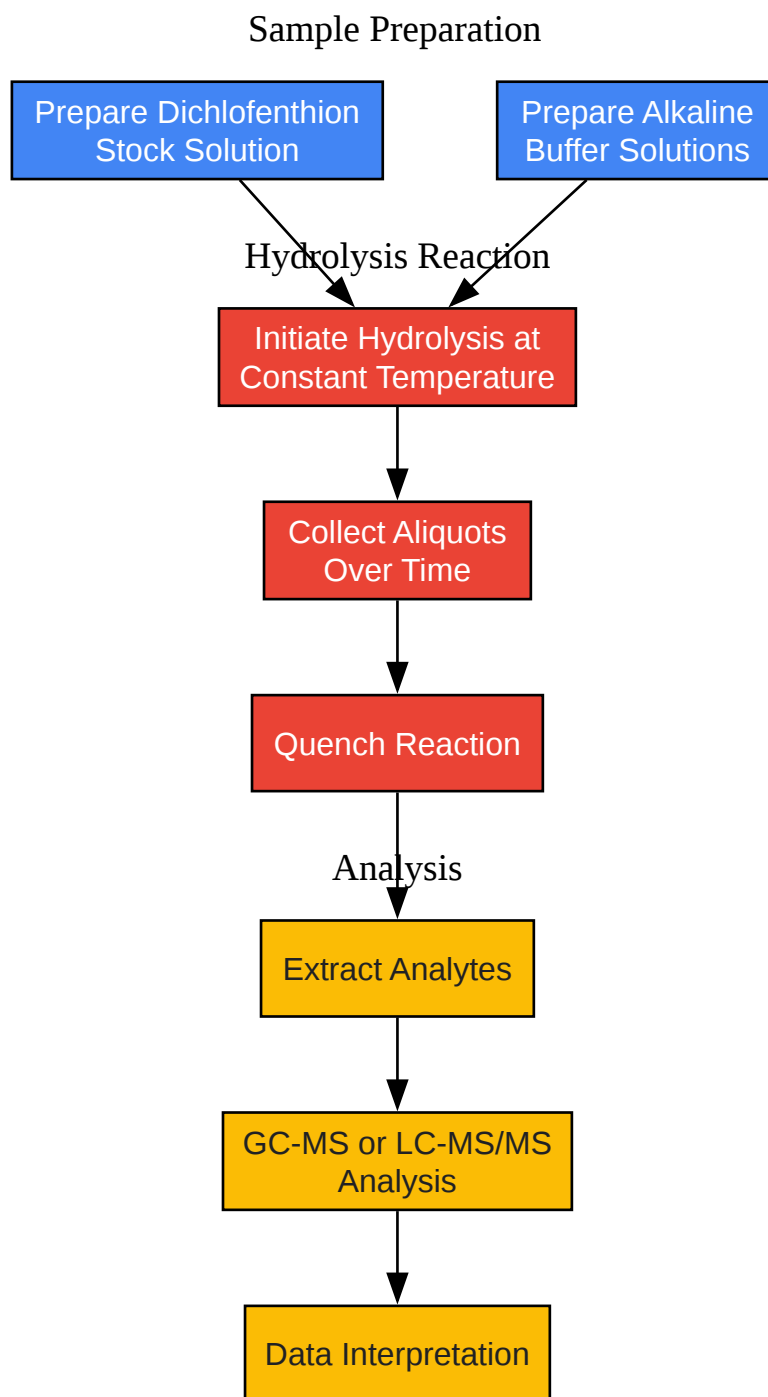 Sample Preparation
Prepare Dichlofenthion
Stock Solution
Prepare Alkaline
Buffer Solutions
Hydrolysis Reaction
Initiate Hydrolysis at
Constant Temperature
Collect Aliquots
Over Time
Quench Reaction
Analysis
Extract Analytes
GC-MS or LC-MS/MS
Analysis
Data Interpretation